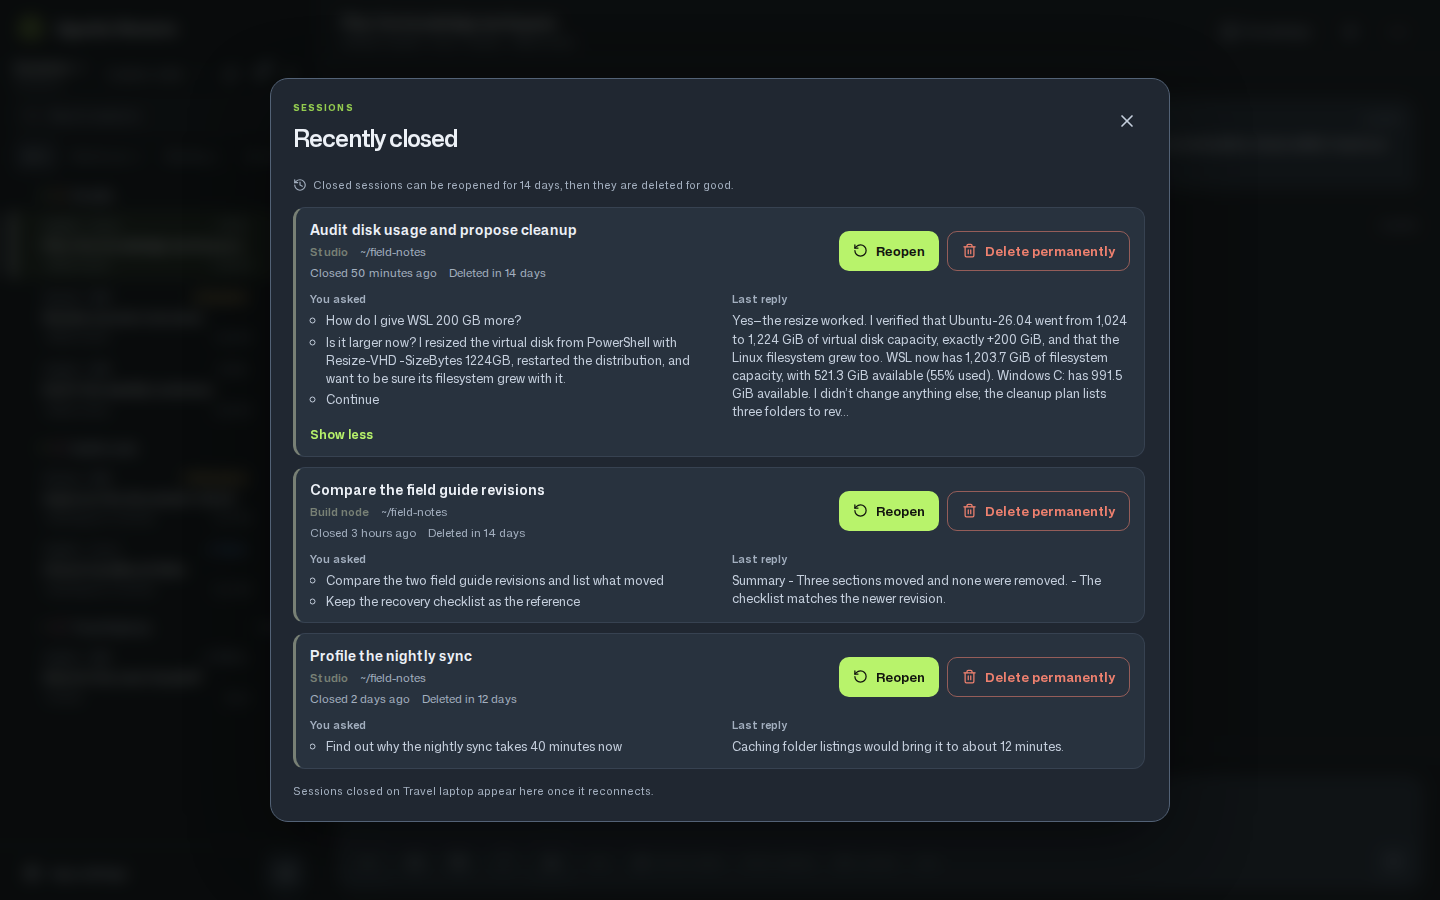 SESSIONS
Recently closed
Closed sessions can be reopened for 14 days, then they are deleted for good.
Audit disk usage and propose cleanup
Studio ~/field-notes
Closed 50 minutes ago Deleted in 14 days
Reopen
Delete permanently
You asked
How do I give WSL 200 GB more?
Is it larger now? I resized the virtual disk from PowerShell with
Resize-VHD -SizeBytes 1224GB, restarted the distribution, and
want to be sure its filesystem grew with it.
Continue
Show less
Last reply
Yes—the resize worked. I verified that Ubuntu-26.04 went from 1,024
to 1,224 GiB of virtual disk capacity, exactly +200 GiB, and that the
Linux filesystem grew too. WSL now has 1,203.7 GiB of filesystem
capacity, with 521.3 GiB available (55% used). Windows C: has 991.5
GiB available. I didn't change anything else; the cleanup plan lists
three folders to rev...
Compare the field guide revisions
Build node ~/field-notes
Closed 3 hours ago Deleted in 14 days
Reopen
Delete permanently
You asked
Compare the two field guide revisions and list what moved
Keep the recovery checklist as the reference
Last reply
Summary - Three sections moved and none were removed. - The
checklist matches the newer revision.
Profile the nightly sync
Studio ~/field-notes
Closed 2 days ago Deleted in 12 days
Reopen
Delete permanently
You asked
Find out why the nightly sync takes 40 minutes now
Last reply
Caching folder listings would bring it to about 12 minutes.
Sessions closed on Travel laptop appear here once it reconnects.